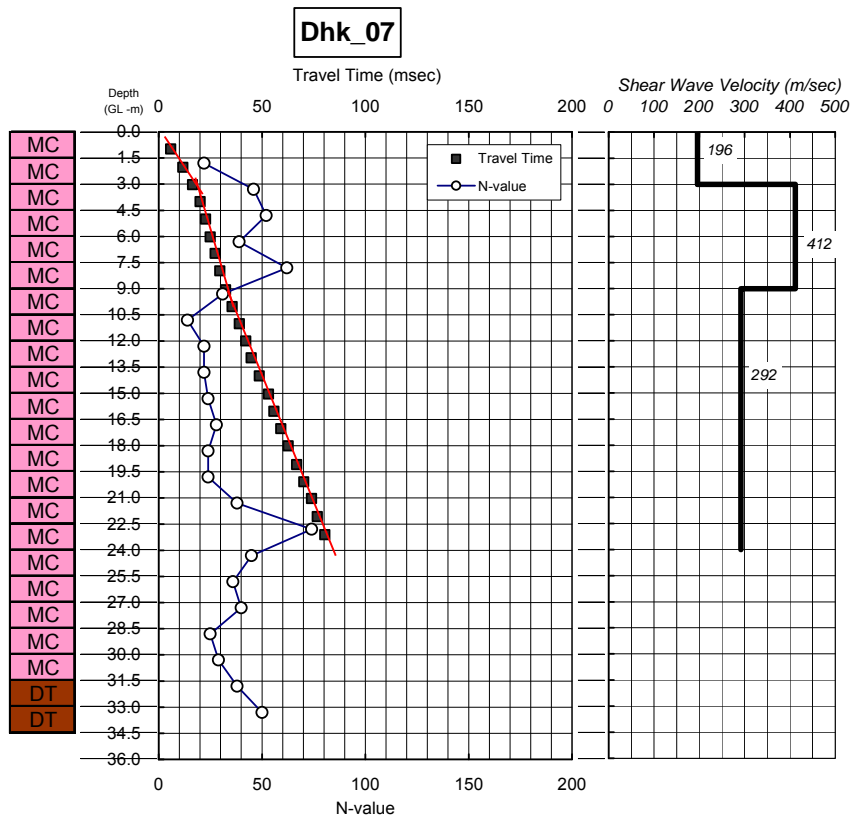 Dhk_07
Travel Time (msec)
Shear Wave Velocity (m/sec)
Depth
(GL -m)
0 50 100 150 200
0 100 200 300 400 500
MC 0.0
MC 1.5
MC 3.0
MC 4.5
MC 6.0
MC 7.5
MC 9.0
MC 10.5
MC 12.0
MC 13.5
MC 15.0
MC 16.5
MC 18.0
MC 19.5
MC 21.0
MC 22.5
MC 24.0
MC 25.5
MC 27.0
MC 28.5
MC 30.0
DT 31.5
DT 33.0
34.5
36.0
Travel Time
N-value
196
412
292
0 50 100 150 200
N-value